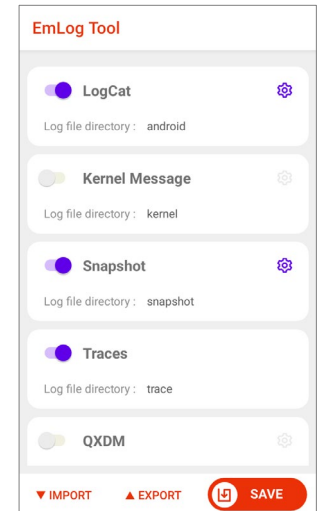 EmLog Tool
LogCat
Log file directory : android
Kernel Message
Log file directory : kernel
Snapshot
Log file directory : snapshot
Traces
Log file directory : trace
QXDM
▼ IMPORT ▲ EXPORT SAVE